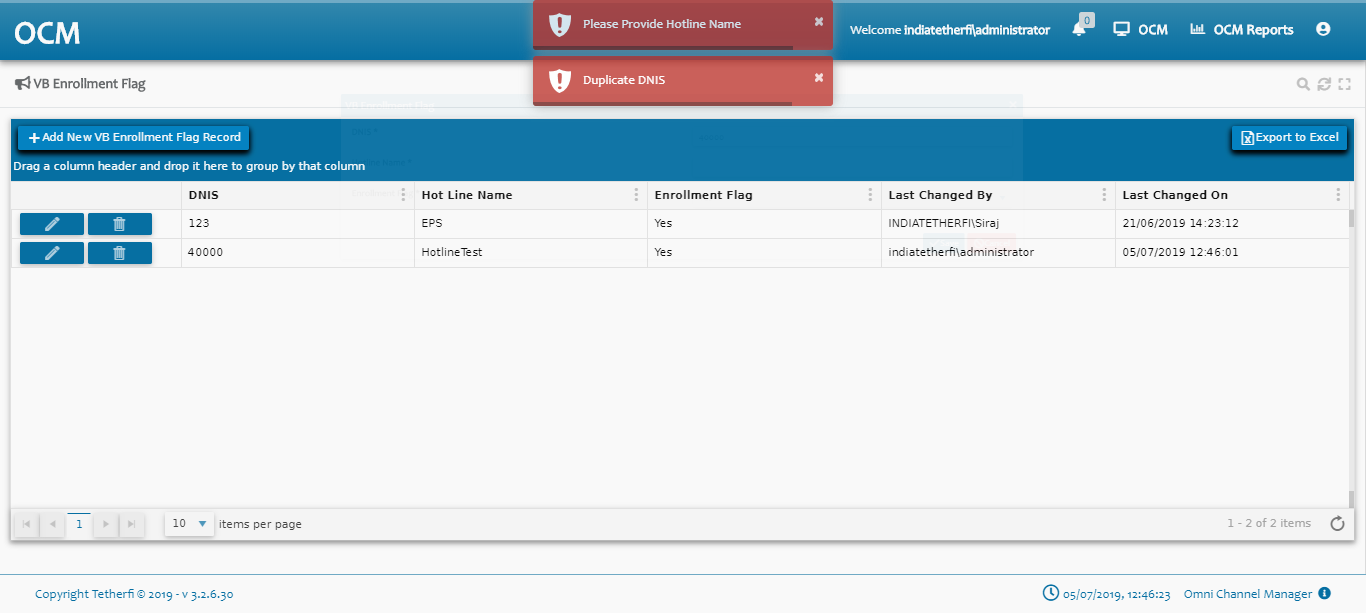 OCM
Please Provide Hotline Name
Welcome indiatetherfi\administrator
0
OCM
OCM Reports
Duplicate DNIS
VB Enrollment Flag
Add New VB Enrollment Flag Record
Export to Excel
Drag a column header and drop it here to group by that column
DNIS Hot Line Name Enrollment Flag Last Changed By Last Changed On
123 EPS Yes INDIATETHERFI\Siraj 21/06/2019 14:23:12
40000 HotlineTest Yes indiatetherfi\administrator 05/07/2019 12:46:01
1 10 items per page 1 - 2 of 2 items
Copyright Tetherfi © 2019 - v 3.2.6.30 05/07/2019, 12:46:23 Omni Channel Manager